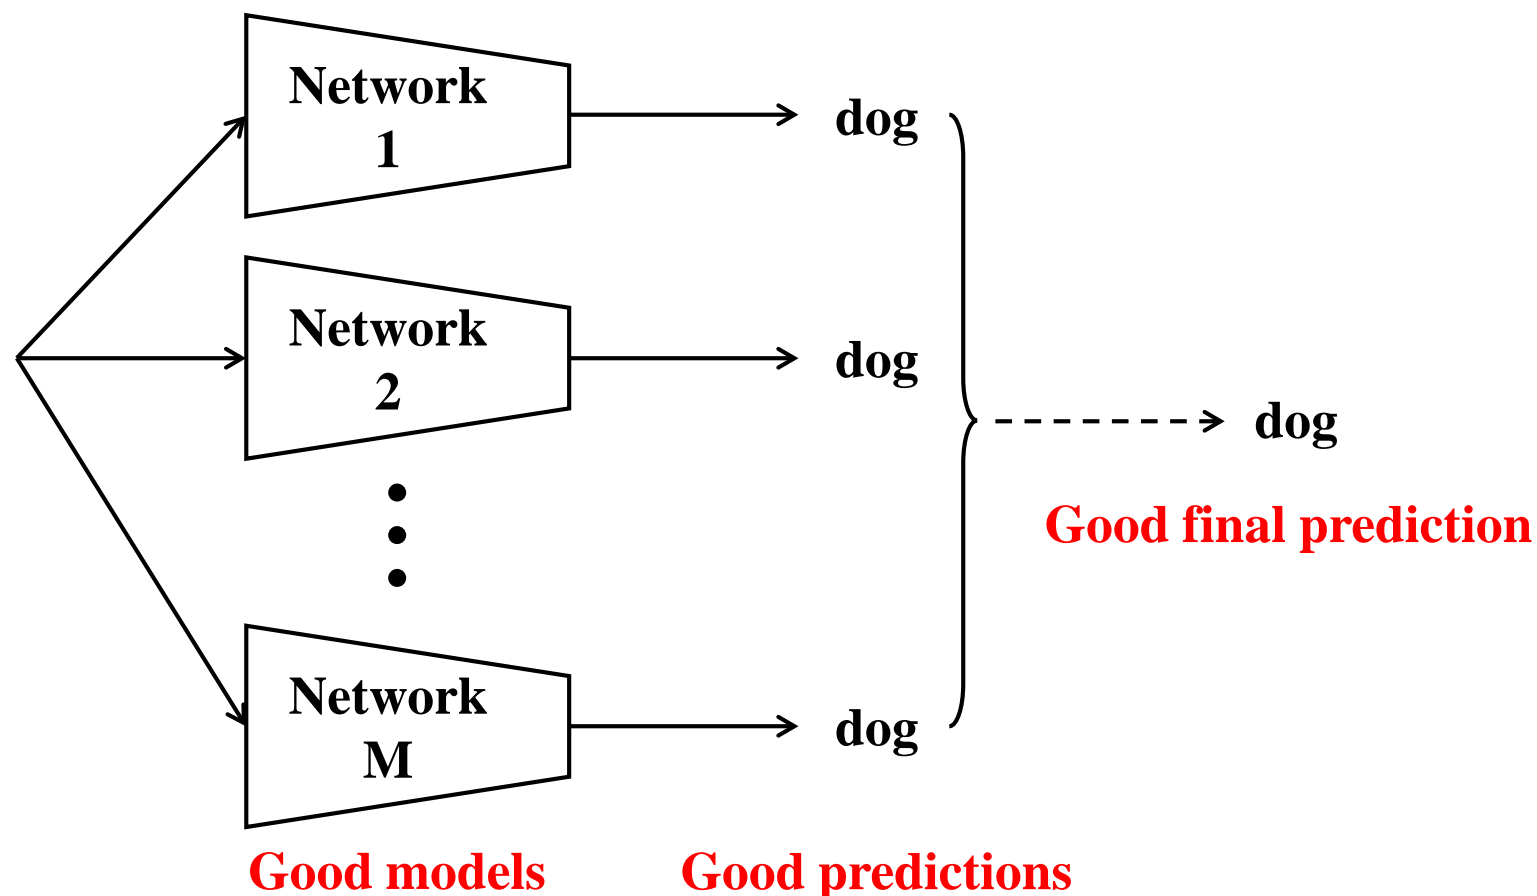 Network
1
dog
Network
2
dog
dog
Good final prediction
Network
M
dog
Good models
Good predictions